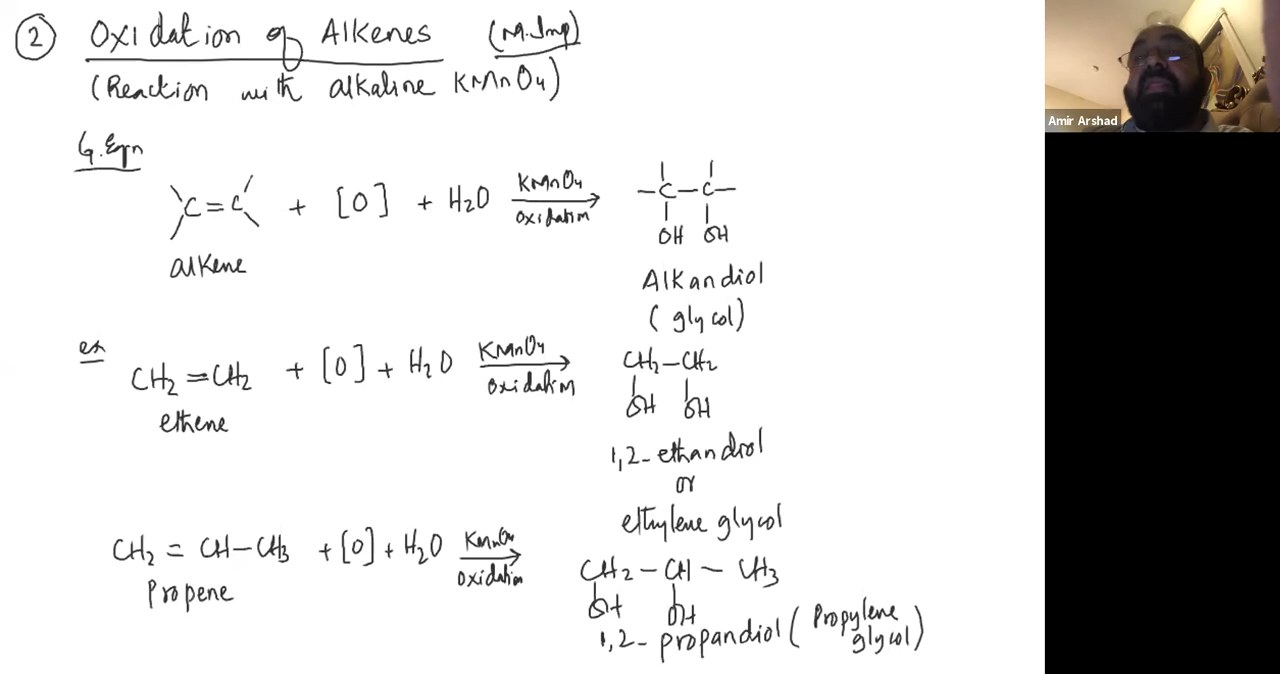 ② Oxidation of Alkenes (M.Imp)
(Reaction with alkaline KMnO4)
G.Eqn
C=C + [O] + H2O KMnO4 Oxidation -C-C-
OH OH
alkene
Alkandiol
(glycol)
ex
CH2=CH2 + [O] + H2O KMnO4 Oxidation CH2-CH2
OH OH
ethene
1,2-ethandiol
or
ethylene glycol
CH2=CH-CH3 + [O] + H2O KMnO4 Oxidation CH2-CH-CH3
OH OH
Propene
1,2-propandiol (Propylene glycol)
Amir Arshad